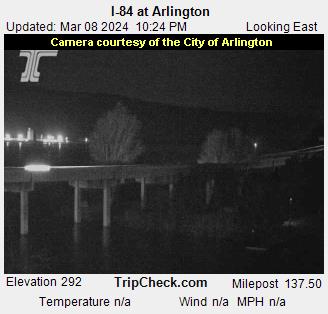 I-84 at Arlington
Updated: Mar 08 2024 10:24 PM Looking East
Camera courtesy of the City of Arlington
Elevation 292 TripCheck.com Milepost 137.50
Temperature n/a Wind n/a MPH n/a